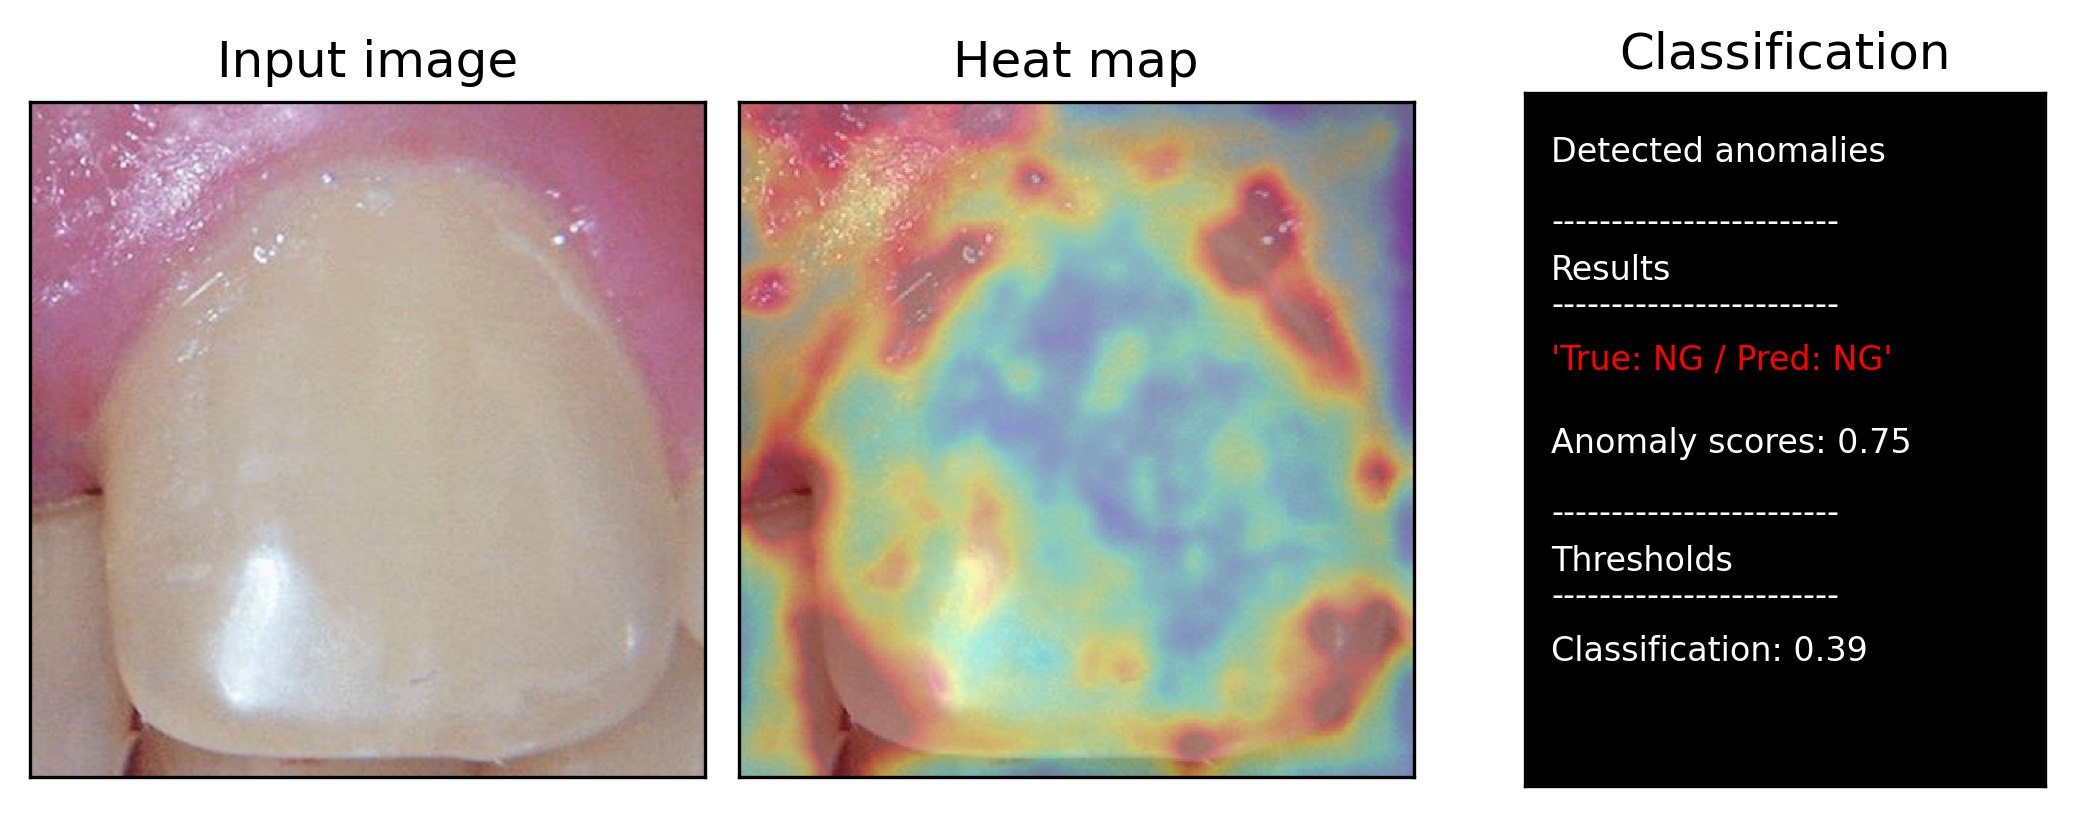 Input image
Heat map
Classification
Detected anomalies
------------------------
Results
------------------------
'True: NG / Pred: NG'
Anomaly scores: 0.75
------------------------
Thresholds
------------------------
Classification: 0.39